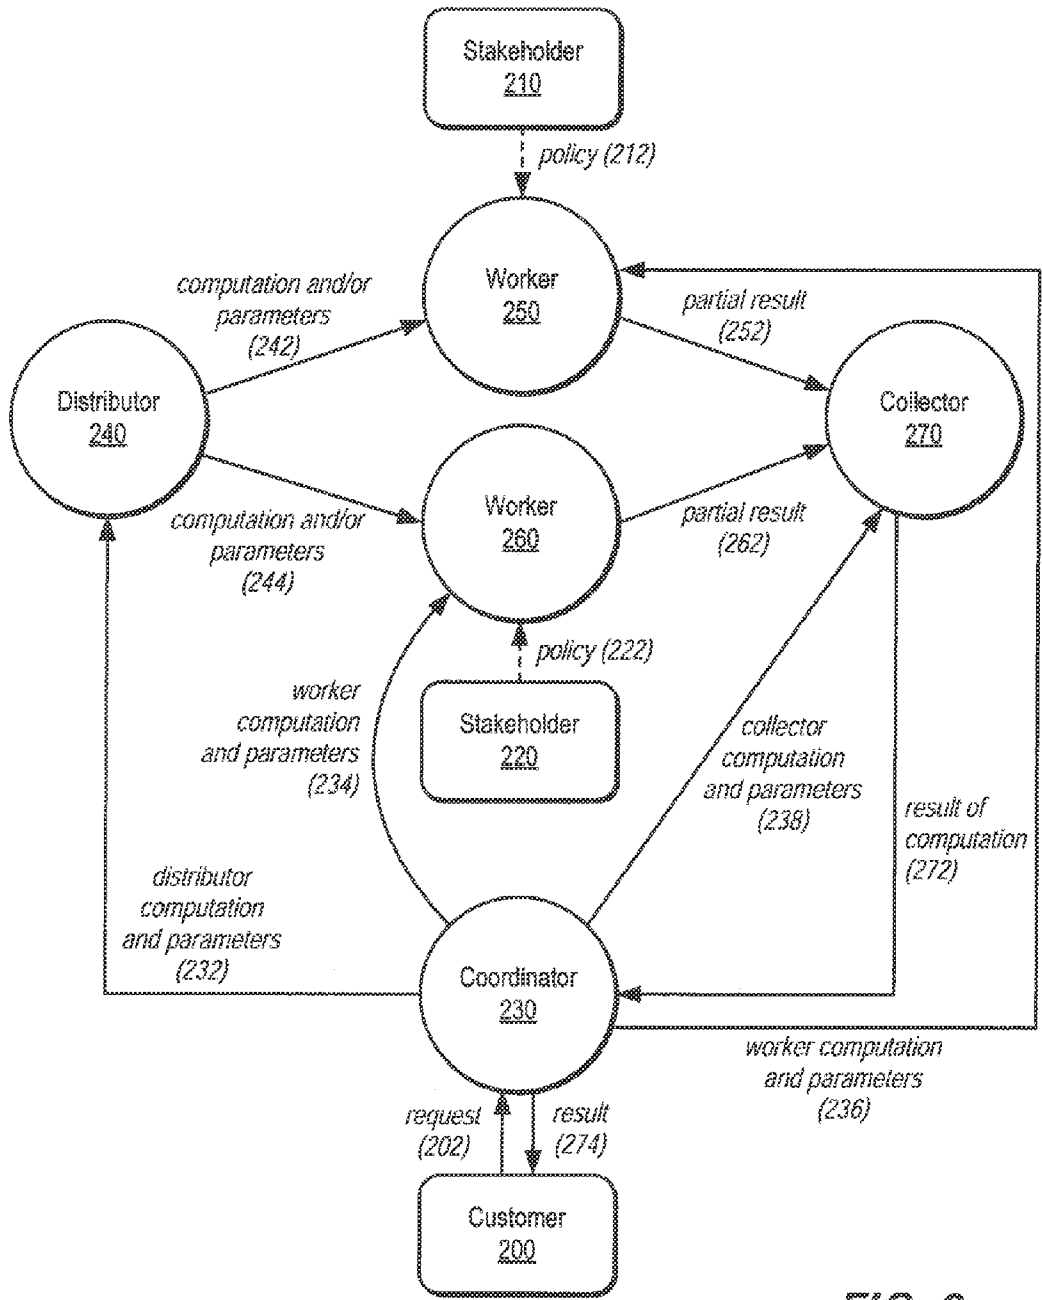 Stakeholder
210
policy (212)
Worker
250
computation and/or
parameters
(242)
partial result
(252)
Distributor
240
Collector
270
Worker
260
computation and/or
parameters
(244)
partial result
(262)
policy (222)
Stakeholder
220
worker
computation
and parameters
(234)
collector
computation
and parameters
(238)
result of
computation
(272)
distributor
computation
and parameters
(232)
Coordinator
230
worker computation
and parameters
(236)
request
(202)
result
(274)
Customer
200